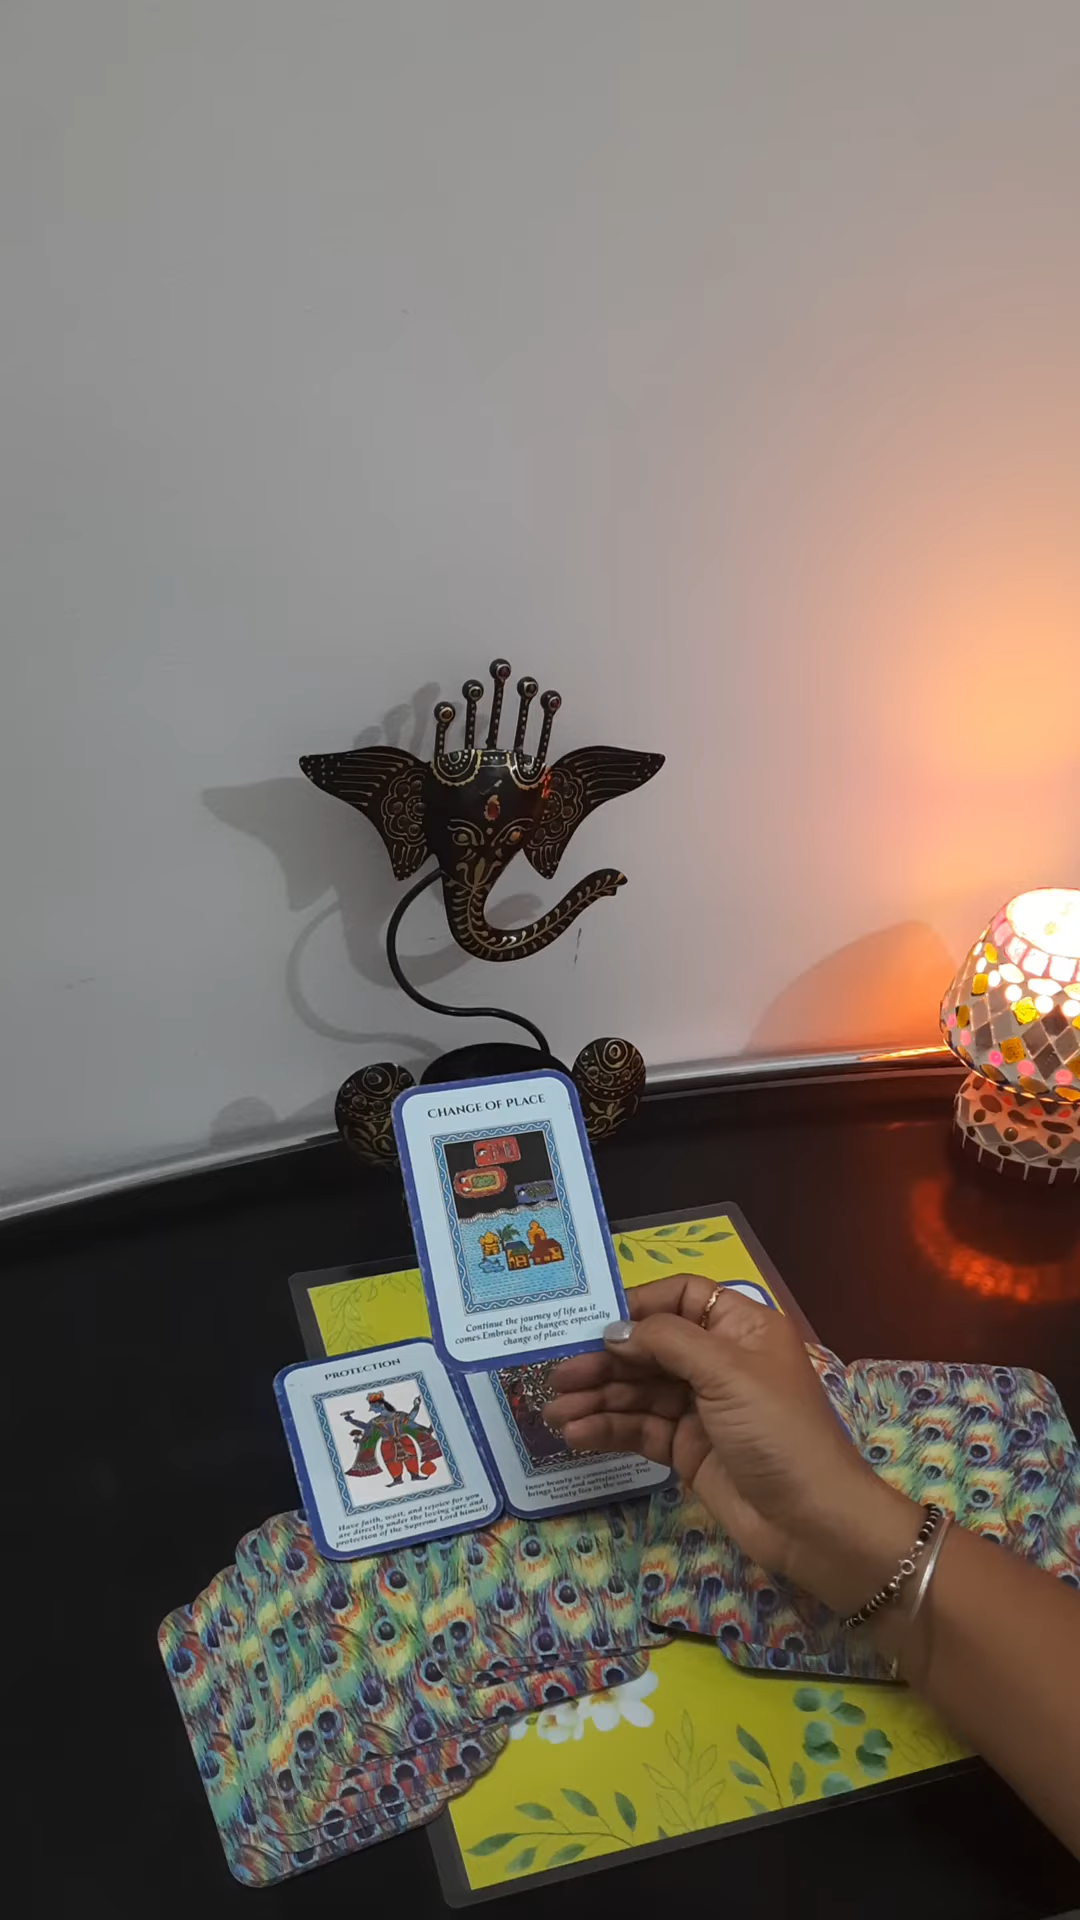 CHANGE OF PLACE
Continue the journey of life as it
comes.Embrace the changes; especially
change of place.
PROTECTION
Have faith, wait, and rejoice for you
are directly under the loving care and
protection of the Supreme Lord himself
Inner beauty is commendable and
brings love and satisfaction. True
beauty lies in the soul.